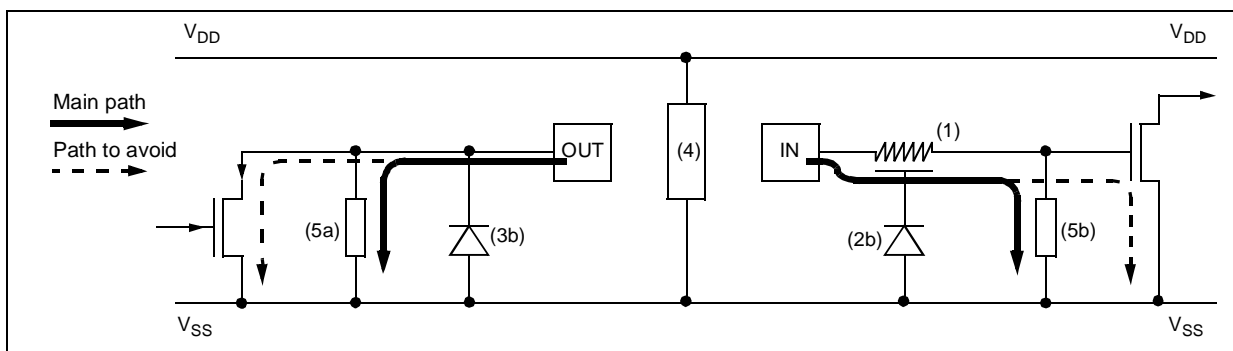 VDD
VDD
Main path
Path to avoid
OUT
(4)
IN
(1)
(5a)
(3b)
(2b)
(5b)
VSS
VSS